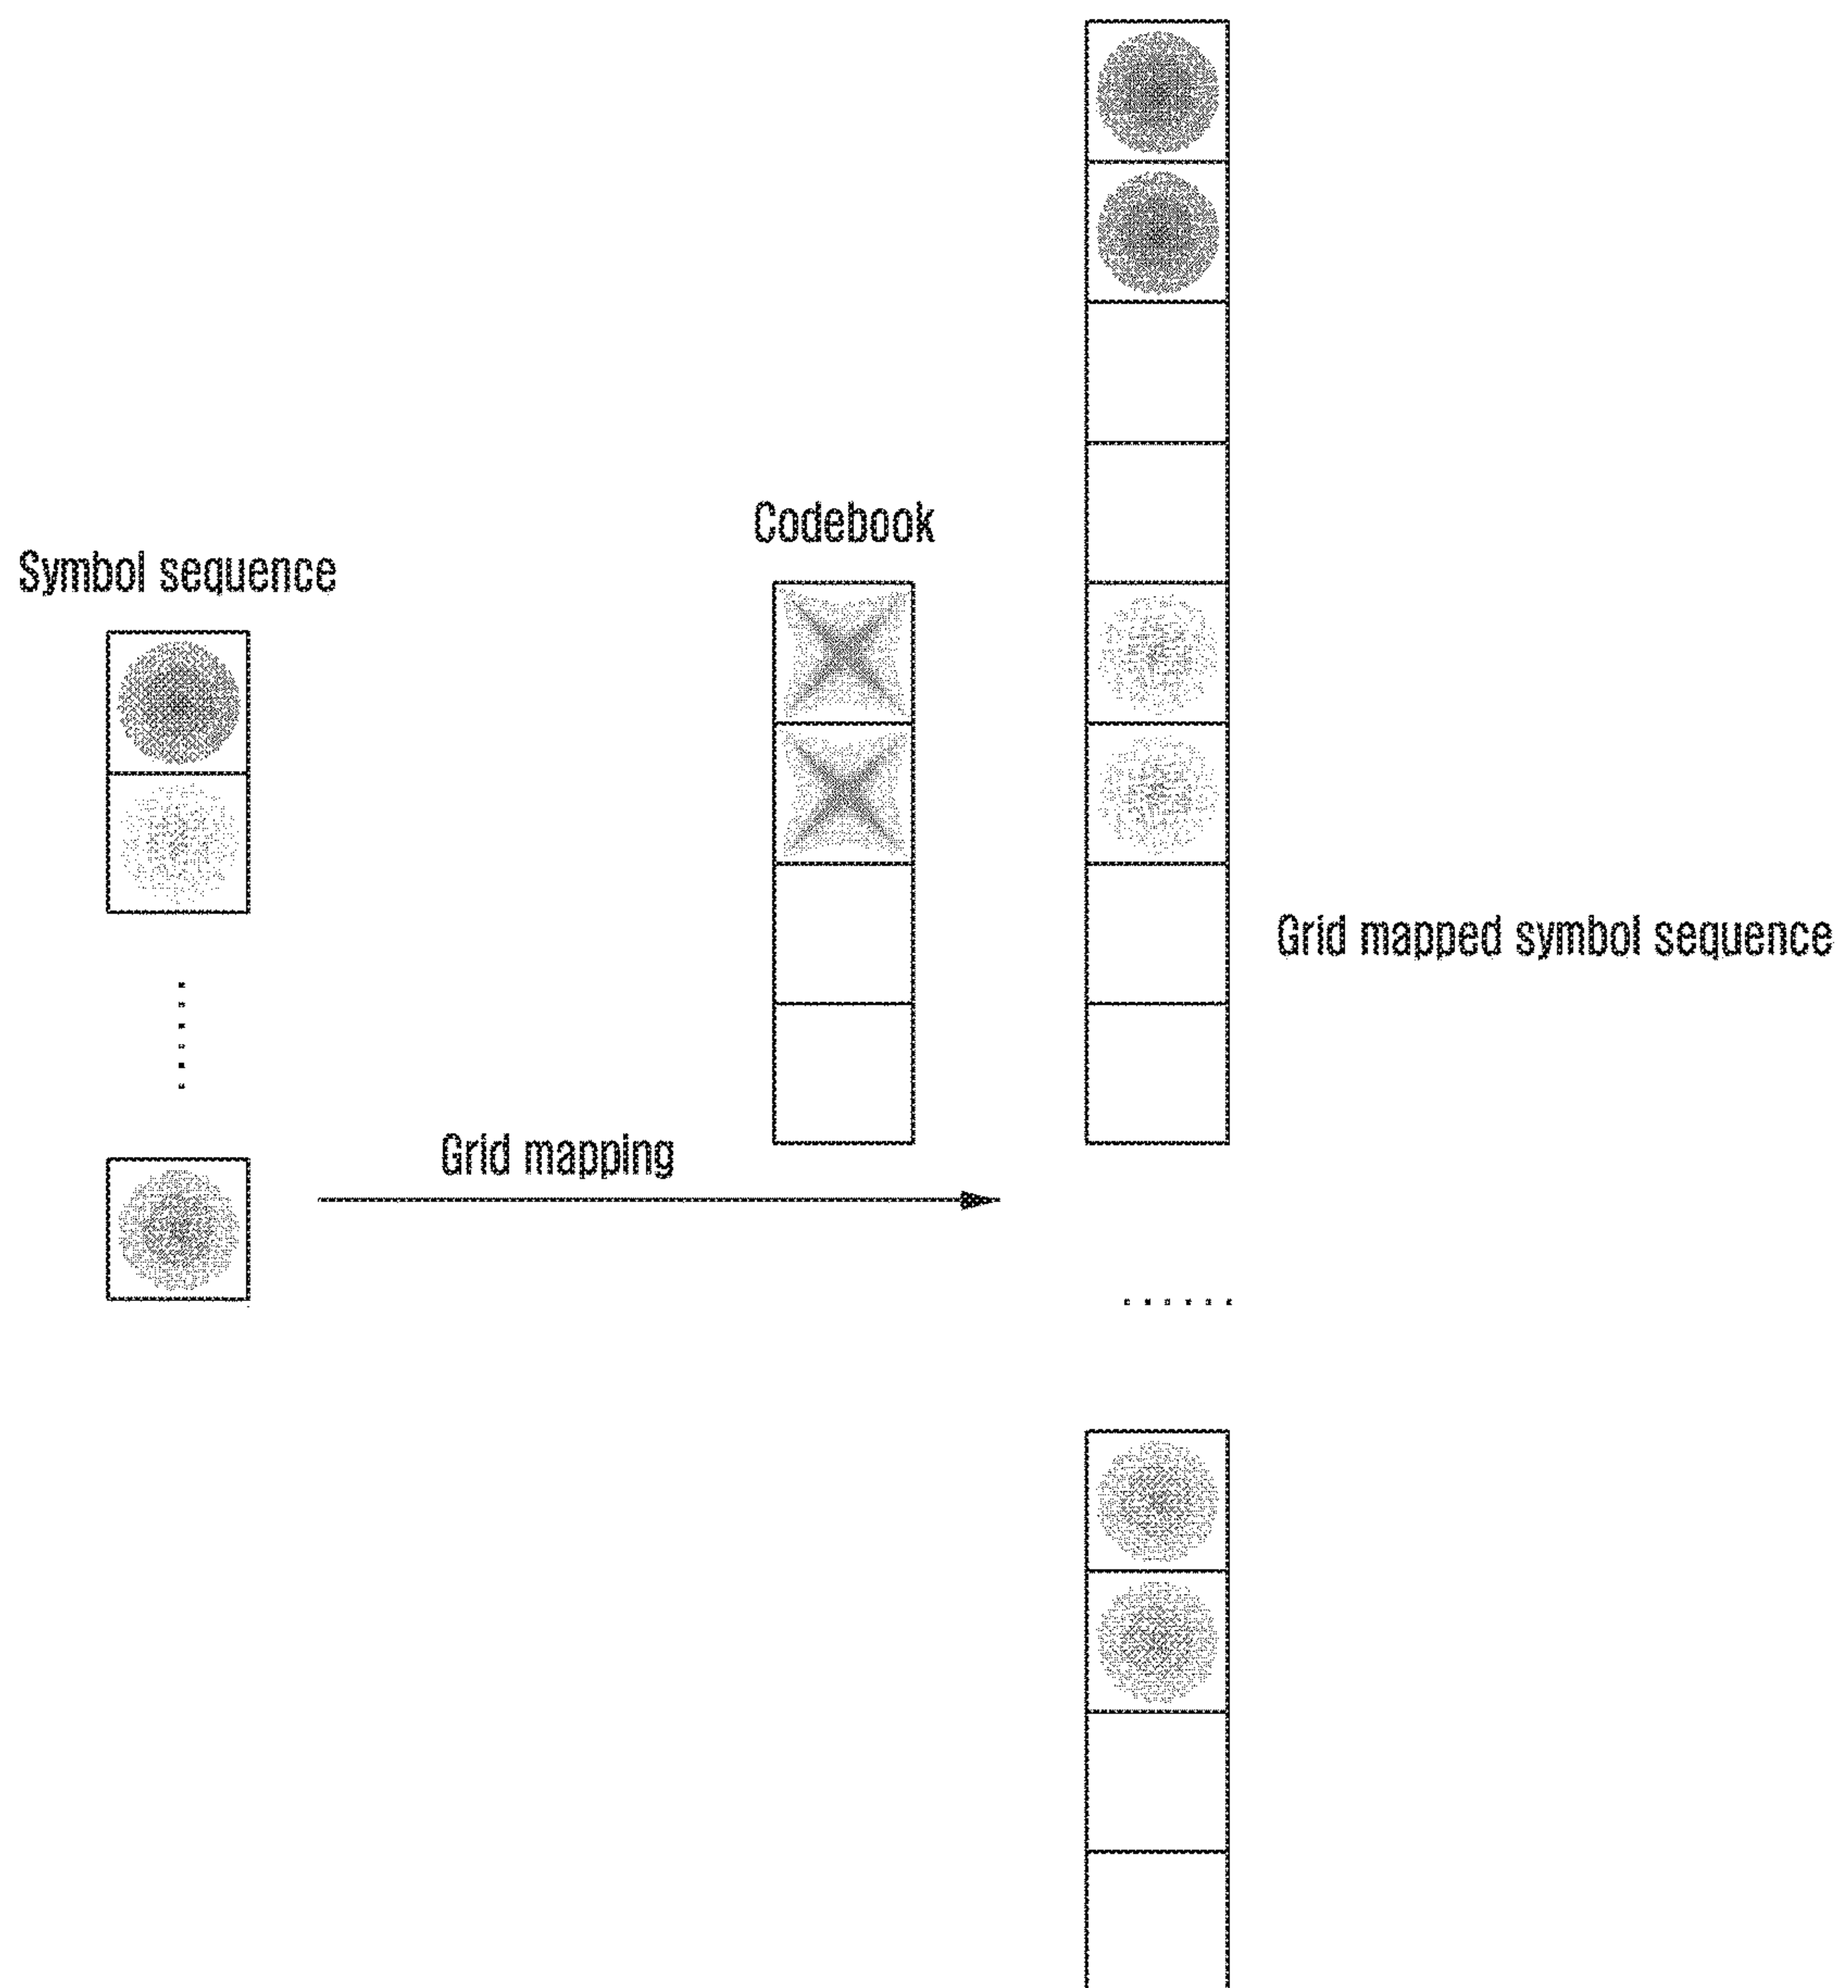 Symbol sequence
Codebook
Grid mapping
Grid mapped symbol sequence